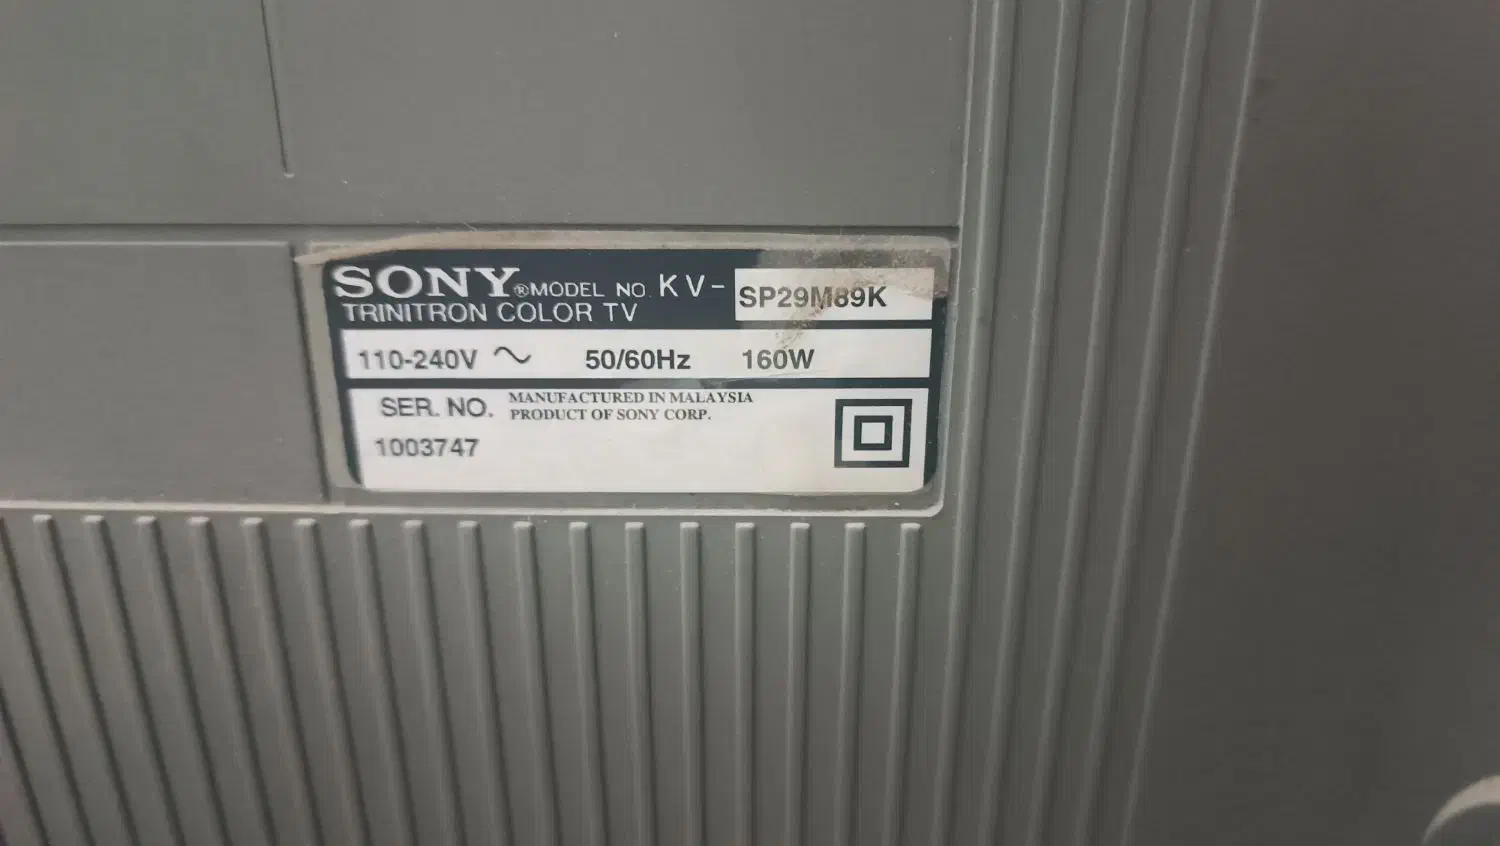 SONY® MODEL NO. KV-SP29M89K
TRINITRON COLOR TV
110-240V ~ 50/60Hz 160W
SER. NO. MANUFACTURED IN MALAYSIA
PRODUCT OF SONY CORP.
1003747